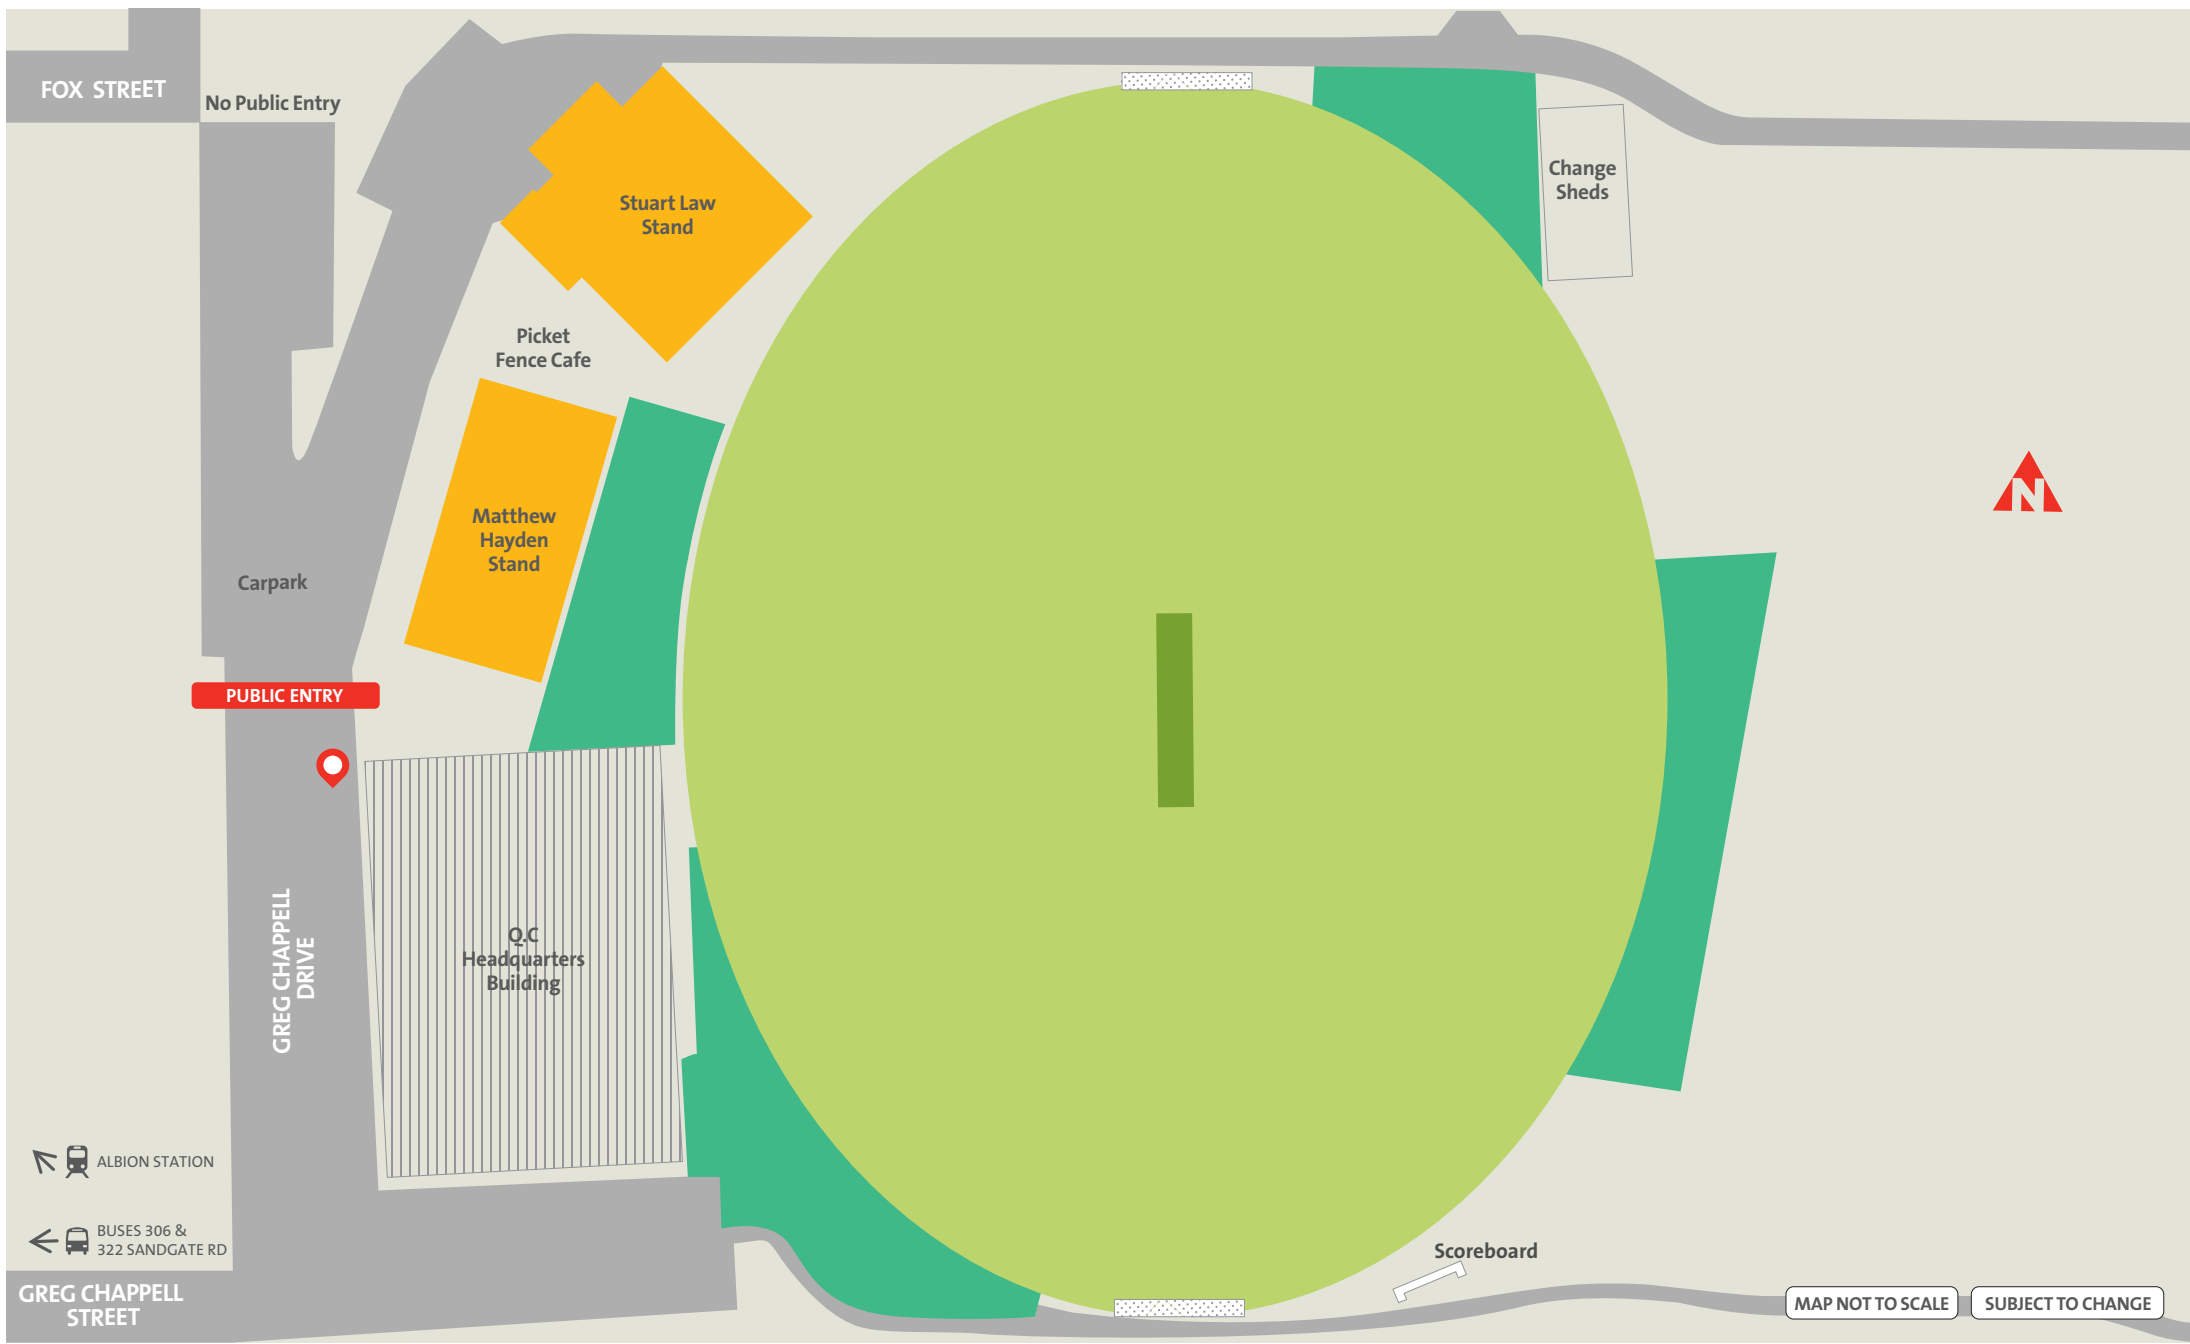 FOX STREET
No Public Entry
Change
Sheds
Stuart Law
Stand
Picket
Fence Cafe
N
Matthew
Hayden
Stand
Carpark
PUBLIC ENTRY
GREG CHAPPELL
DRIVE
Q.C
Headquarters
Building
ALBION STATION
BUSES 306 &
322 SANDGATE RD
GREG CHAPPELL
STREET
Scoreboard
MAP NOT TO SCALE
SUBJECT TO CHANGE